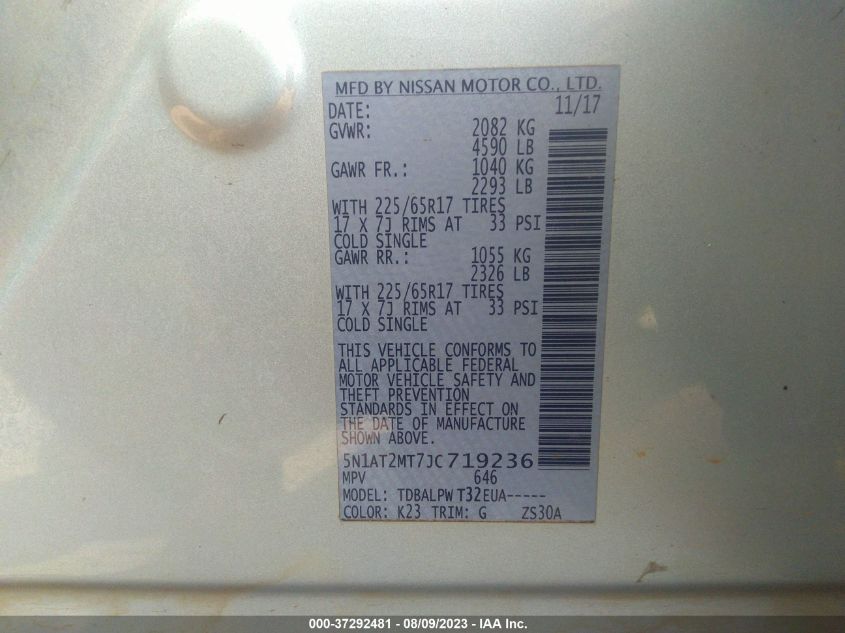 MFD BY NISSAN MOTOR CO., LTD.
DATE: 11/17
GVWR: 2082 KG
4590 LB
GAWR FR.: 1040 KG
2293 LB
WITH 225/65R17 TIRES
17 X 7J RIMS AT 33 PSI
COLD SINGLE
GAWR RR.: 1055 KG
2326 LB
WITH 225/65R17 TIRES
17 X 7J RIMS AT 33 PSI
COLD SINGLE
THIS VEHICLE CONFORMS TO
ALL APPLICABLE FEDERAL
MOTOR VEHICLE SAFETY AND
THEFT PREVENTION
STANDARDS IN EFFECT ON
THE DATE OF MANUFACTURE
SHOWN ABOVE.
5N1AT2MT7JC719236
MPV 646
MODEL: TDBALPW T32EUA-----
COLOR: K23 TRIM: G ZS30A
000-37292481 - 08/09/2023 - IAA Inc.